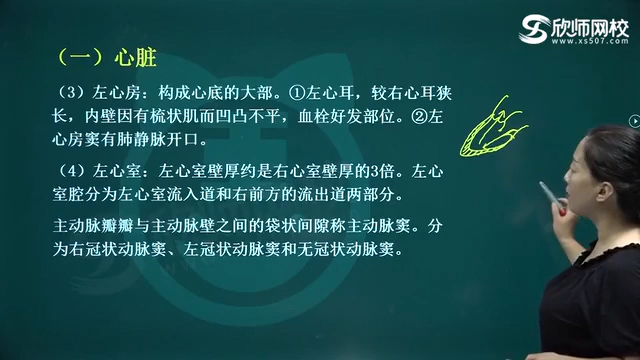 欣师网校
www.xs507.com
（一）心脏
（3）左心房：构成心底的大部。①左心耳，较右心耳狭
长，内壁因有梳状肌而凹凸不平，血栓好发部位。②左
心房窦有肺静脉开口。
（4）左心室：左心室壁厚约是右心室壁厚的3倍。左心
室腔分为左心室流入道和右前方的流出道两部分。
主动脉瓣瓣与主动脉壁之间的袋状间隙称主动脉窦。分
为右冠状动脉窦、左冠状动脉窦和无冠状动脉窦。